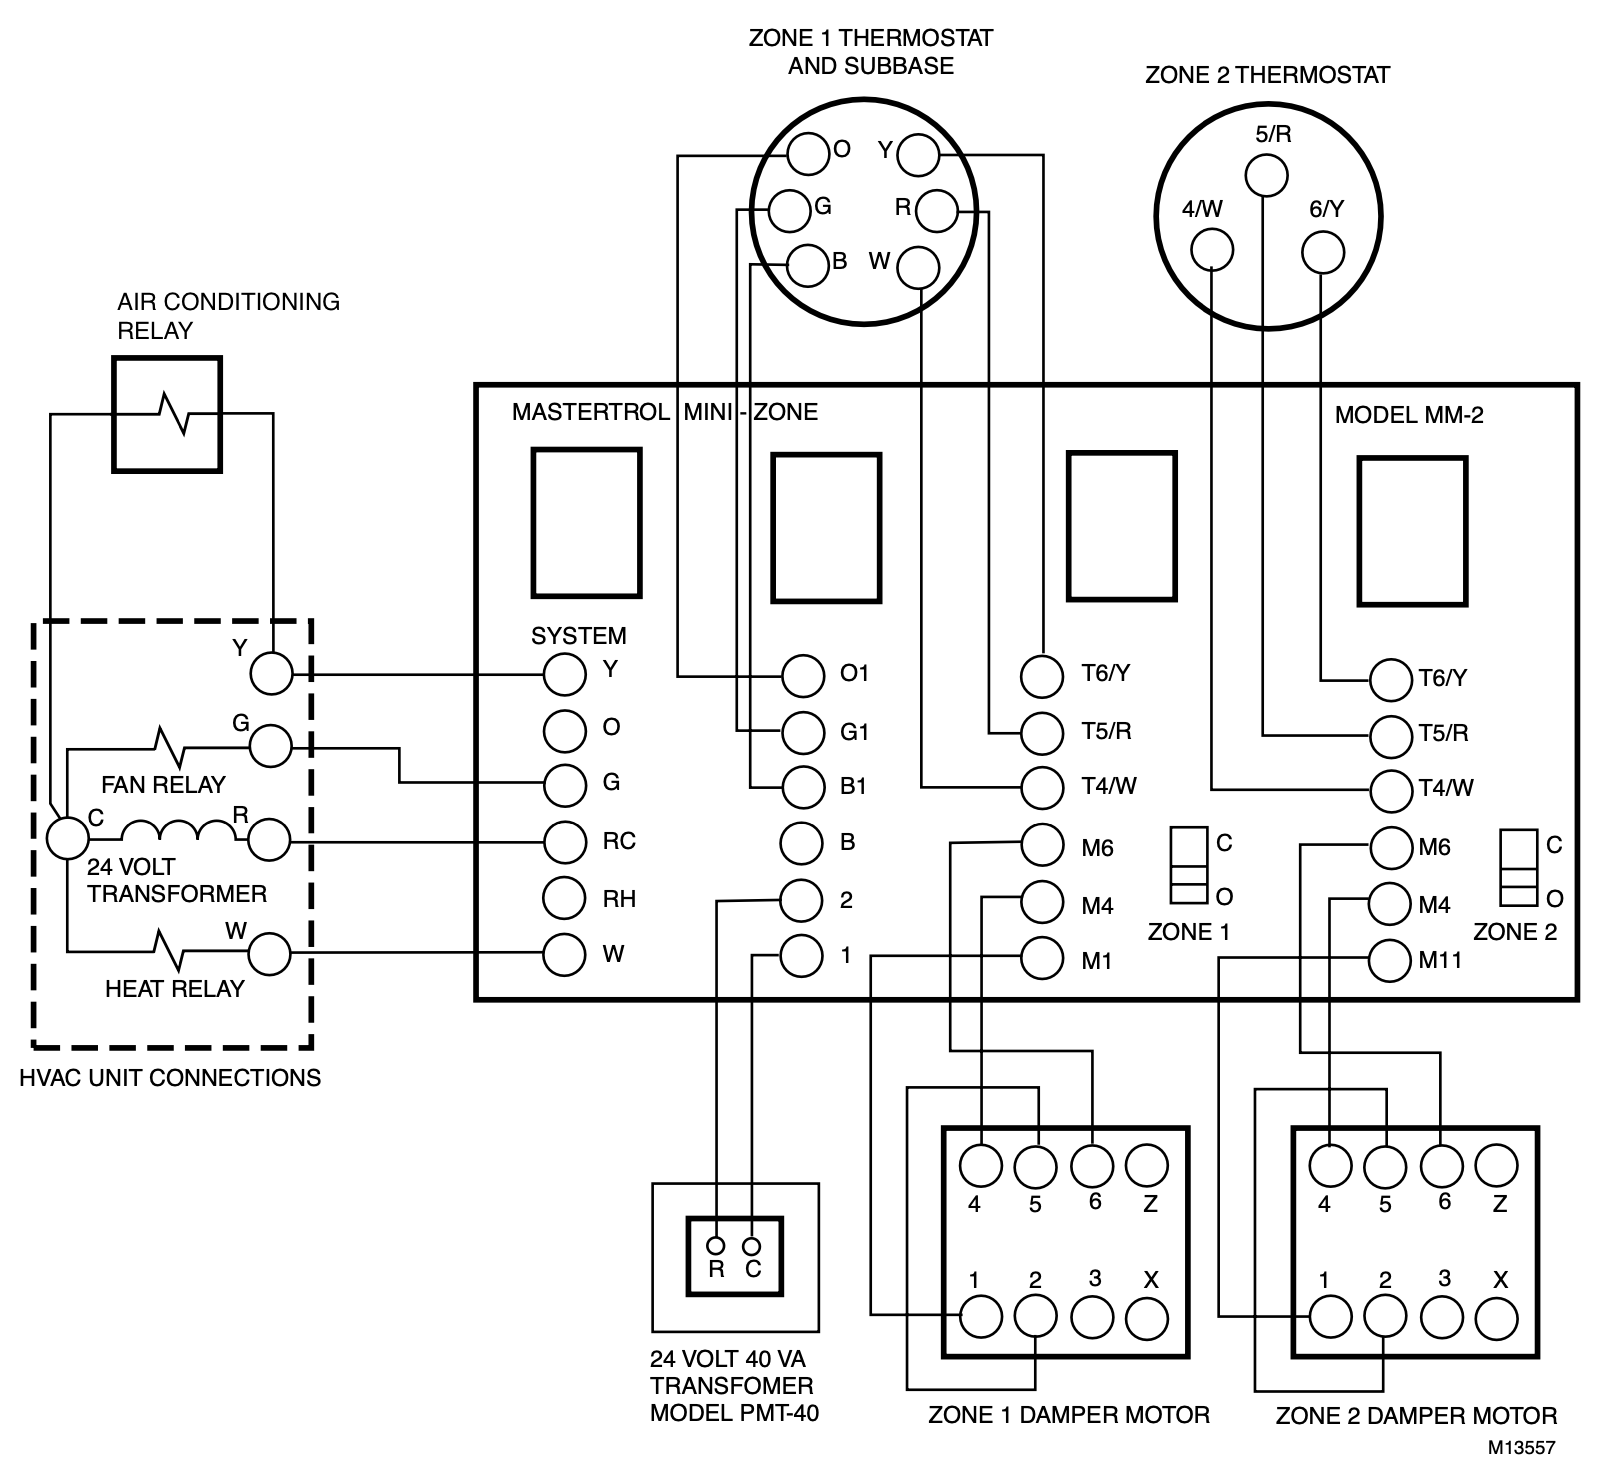 ZONE 1 THERMOSTAT
AND SUBBASE
ZONE 2 THERMOSTAT
O
Y
G
R
B
W
5/R
4/W
6/Y
AIR CONDITIONING
RELAY
MASTERTROL MINI - ZONE
MODEL MM-2
SYSTEM
Y
O
G
RC
RH
W
O1
G1
B1
B
2
1
T6/Y
T5/R
T4/W
M6
M4
M1
C
O
ZONE 1
T6/Y
T5/R
T4/W
M6
M4
M11
C
O
ZONE 2
Y
G
FAN RELAY
C
R
24 VOLT
TRANSFORMER
W
HEAT RELAY
HVAC UNIT CONNECTIONS
R C
24 VOLT 40 VA
TRANSFOMER
MODEL PMT-40
4 5 6 Z
1 2 3 X
ZONE 1 DAMPER MOTOR
4 5 6 Z
1 2 3 X
ZONE 2 DAMPER MOTOR
M13557